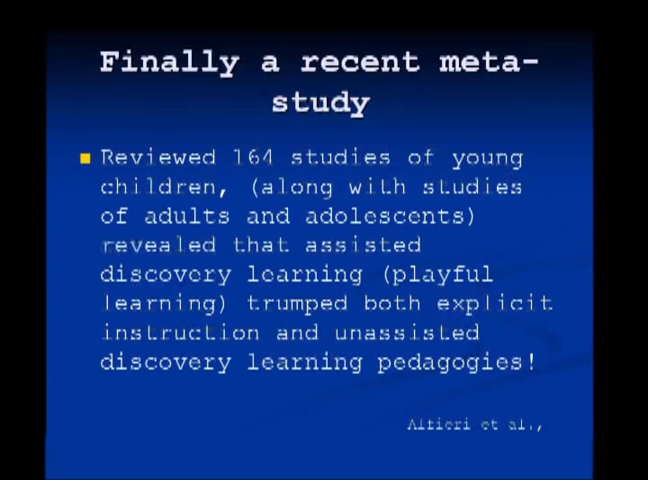 Finally a recent meta-
study
Reviewed 164 studies of young
children, (along with studies
of adults and adolescents)
revealed that assisted
discovery learning (playful
learning) trumped both explicit
instruction and unassisted
discovery learning pedagogies!
Altieri et al.,